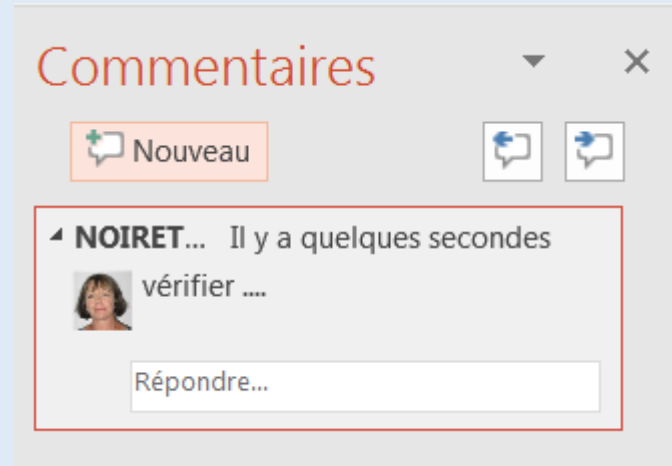 Commentaires
Nouveau
NOIRET... Il y a quelques secondes
vérifier ....
Répondre...